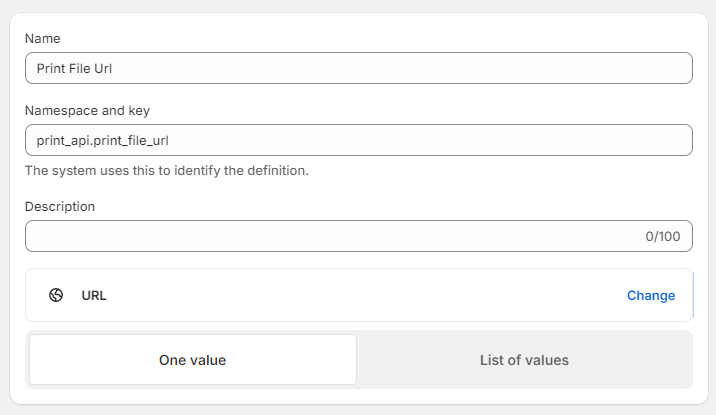 Name
Print File Url
Namespace and key
print_api.print_file_url
The system uses this to identify the definition.
Description
0/100
URL Change
One value List of values